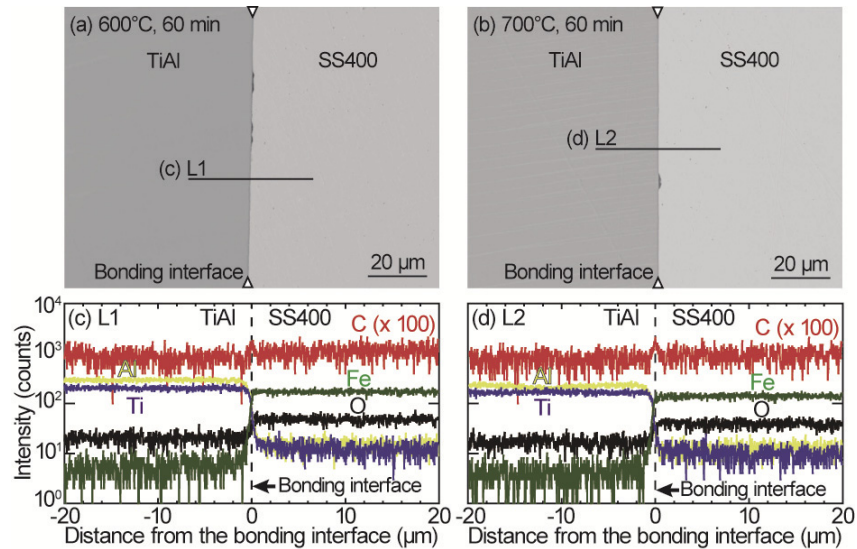 (a) 600°C, 60 min
TiAl
SS400
(c) L1
Bonding interface
20 µm
(b) 700°C, 60 min
TiAl
SS400
(d) L2
Bonding interface
20 µm
Intensity (counts)
10⁴
10³
10²
10¹
10⁰
(c) L1
TiAl
SS400
C (x 100)
Al
Fe
Ti
O
Bonding interface
-20 -10 0 10 20
Distance from the bonding interface (µm)
(d) L2
TiAl
SS400
C (x 100)
Al
Fe
Ti
O
Bonding interface
-20 -10 0 10 20
Distance from the bonding interface (µm)